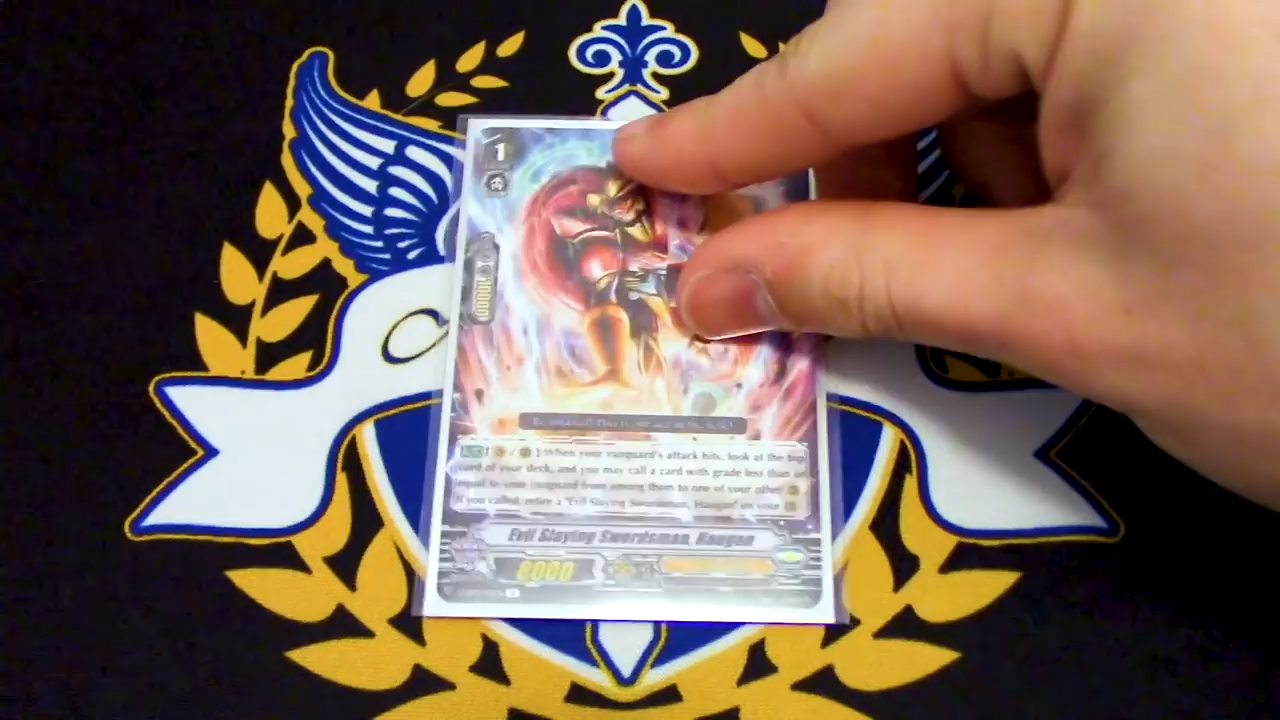 1
10000
[ / ]:When your vanguard's attack hits, look at the top
card of your deck, and you may call a card with grade less than or
equal to your vanguard from among them to one of your other
If you called, retire a "Evil Slaying Swordsman, Haugan" on your
Evil Slaying Swordsman, Haugan
8000